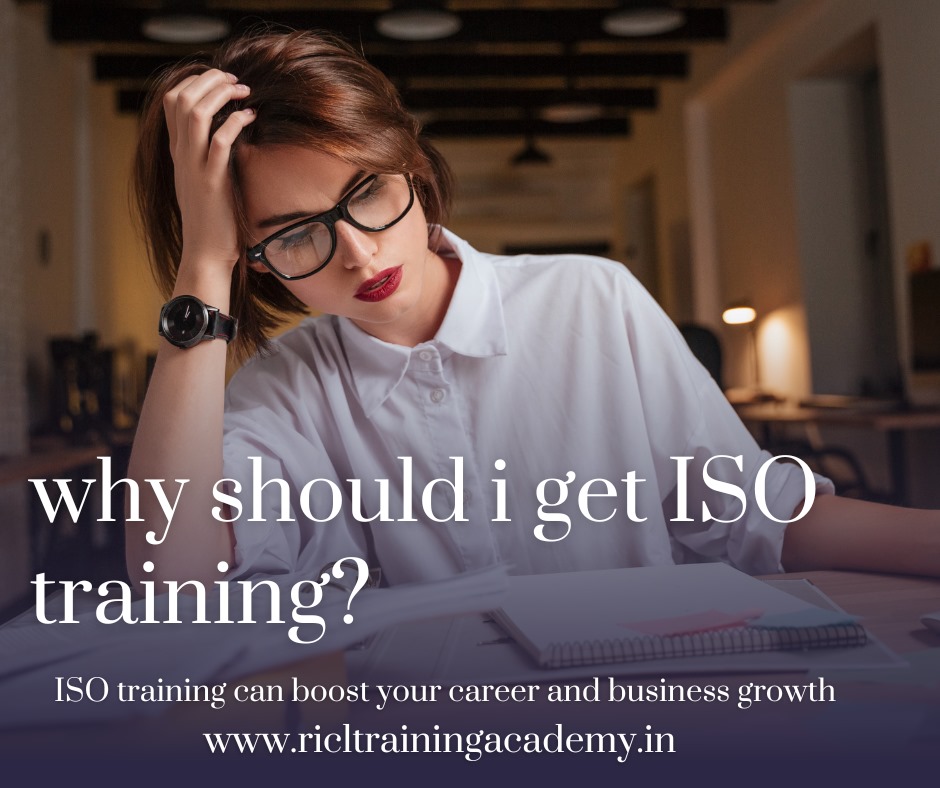 why should i get ISO
training?
ISO training can boost your career and business growth
www.ricltrainingacademy.in